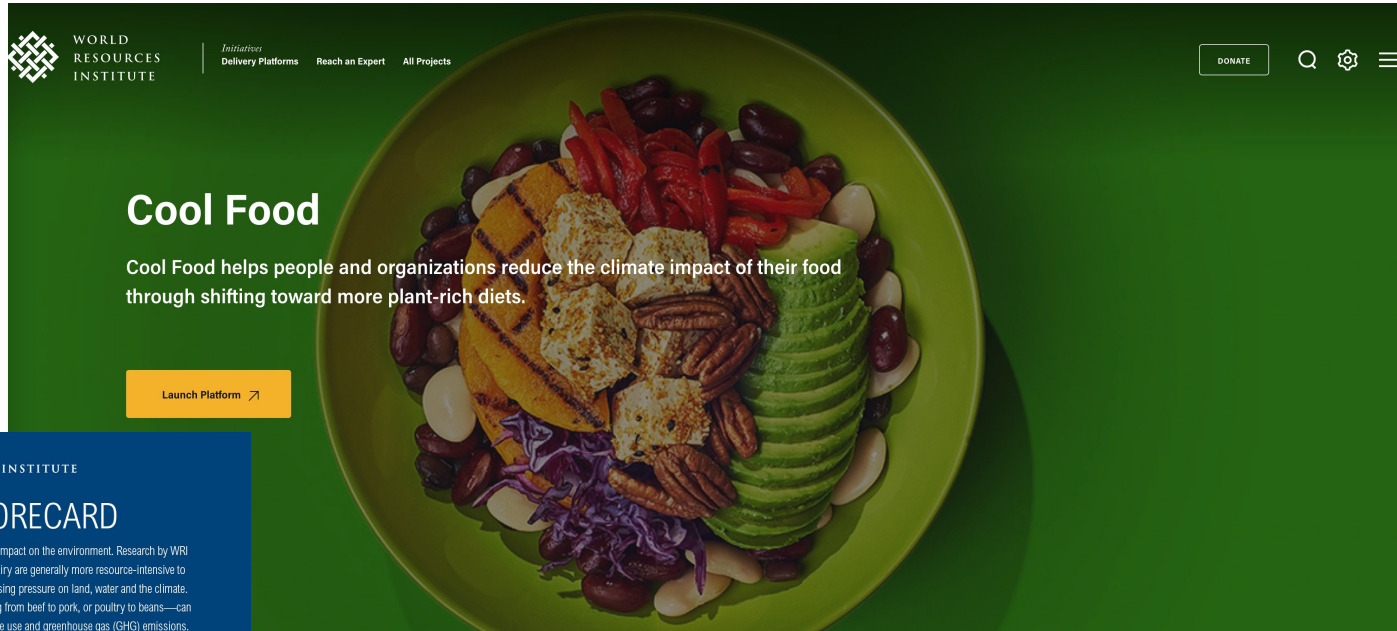 WORLD
RESOURCES
INSTITUTE
Initiatives
Delivery Platforms Reach an Expert All Projects
DONATE
Cool Food
Cool Food helps people and organizations reduce the climate impact of their food
through shifting toward more plant-rich diets.
Launch Platform
INSTITUTE
ORECARD
mpact on the environment. Research by WRI
iry are generally more resource-intensive to
sing pressure on land, water and the climate.
g from beef to pork, or poultry to beans—can
e use and greenhouse gas (GHG) emissions.